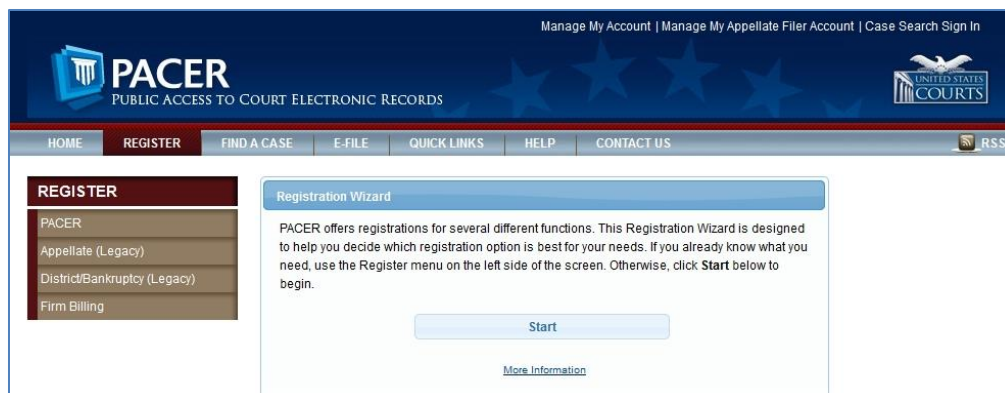 Manage My Account | Manage My Appellate Filer Account | Case Search Sign In
PACER
PUBLIC ACCESS TO COURT ELECTRONIC RECORDS
UNITED STATES
COURTS
HOME REGISTER FIND A CASE E-FILE QUICK LINKS HELP CONTACT US RSS
REGISTER
PACER
Appellate (Legacy)
District/Bankruptcy (Legacy)
Firm Billing
Registration Wizard
PACER offers registrations for several different functions. This Registration Wizard is designed
to help you decide which registration option is best for your needs. If you already know what you
need, use the Register menu on the left side of the screen. Otherwise, click Start below to
begin.
Start
More Information